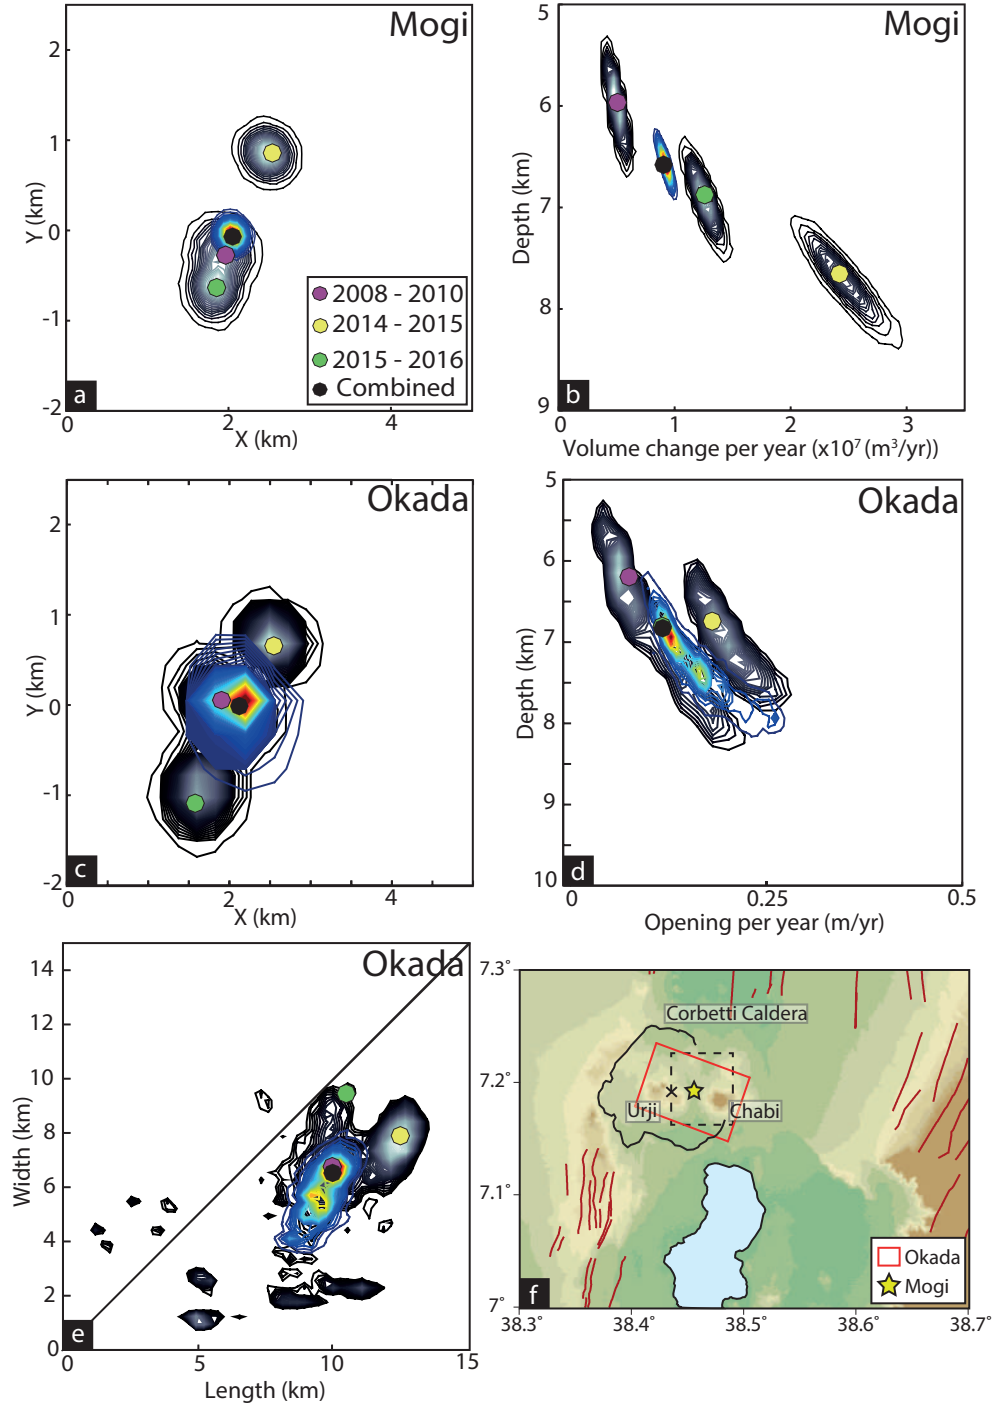 Mogi
2
1
0
-1
-2
Y (km)
2
4
X (km)
2008 - 2010
2014 - 2015
2015 - 2016
Combined
a
Mogi
5
6
7
8
9
Depth (km)
0
1
2
3
Volume change per year (x10⁷ (m³/yr))
b
Okada
2
1
0
-1
-2
Y (km)
0
2
4
X (km)
c
Okada
5
6
7
8
9
10
Depth (km)
0
0.25
0.5
Opening per year (m/yr)
d
Okada
14
12
10
8
6
4
2
0
Width (km)
0
5
10
15
Length (km)
e
7.3°
7.2°
7.1°
7°
38.3°
38.4°
38.5°
38.6°
38.7°
Corbetti Caldera
Urji
Chabi
Okada
Mogi
f